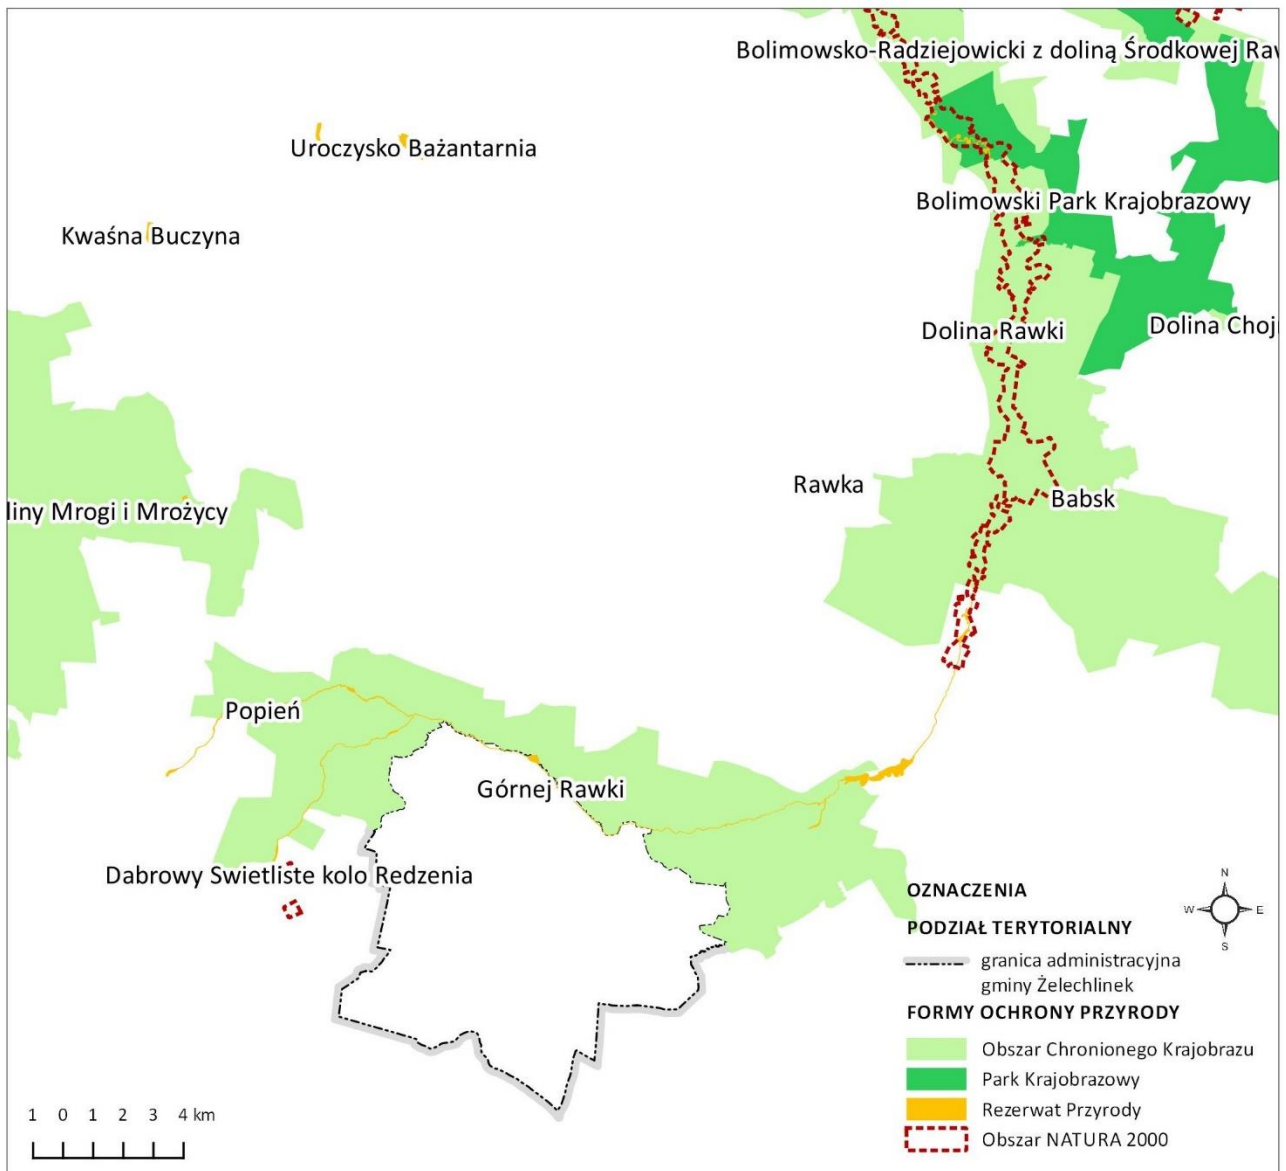 Bolimowsko-Radziejowicki z doliną Środkowej Raw
Uroczysko Bażantarnia
Bolimowski Park Krajobrazowy
Kwaśna Buczyna
Dolina Rawki
Dolina Choj
Rawka
Babsk
liny Mrogi i Mrożycy
Popień
Górnej Rawki
Dabrowy Swietliste kolo Redzenia
OZNACZENIA
N
W
E
S
PODZIAŁ TERYTORIALNY
granica administracyjna
gminy Żelechlinek
FORMY OCHRONY PRZYRODY
Obszar Chronionego Krajobrazu
Park Krajobrazowy
Rezerwat Przyrody
Obszar NATURA 2000
1 0 1 2 3 4 km